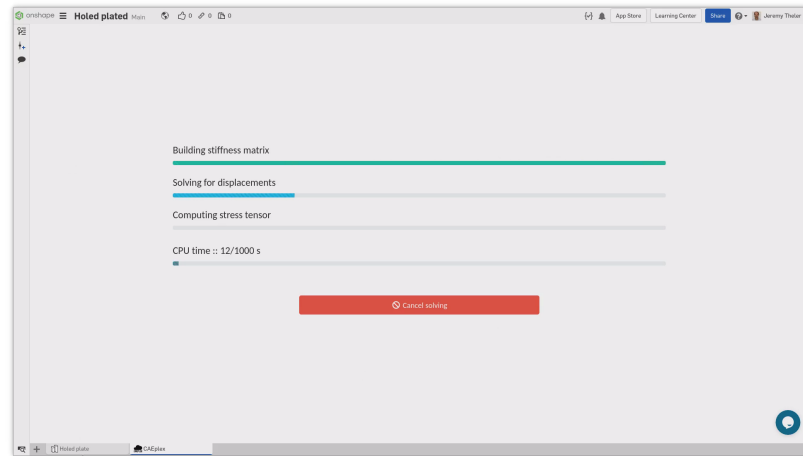 onshape Holed plated Main 0 0 0 App Store Learning Center Share Jeremy Theler
Building stiffness matrix
Solving for displacements
Computing stress tensor
CPU time :: 12/1000 s
Cancel solving
Holed plate CAEplex